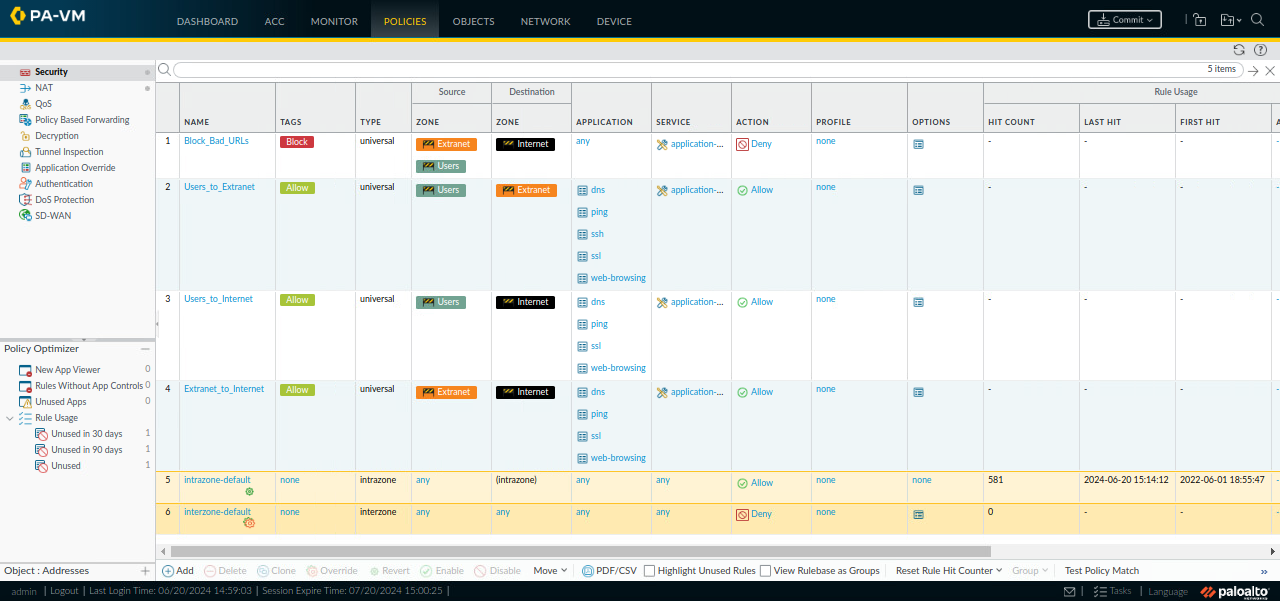 PA-VM
DASHBOARD ACC MONITOR POLICIES OBJECTS NETWORK DEVICE
Commit
Security
NAT
QoS
Policy Based Forwarding
Decryption
Tunnel Inspection
Application Override
Authentication
DoS Protection
SD-WAN
Policy Optimizer
New App Viewer 0
Rules Without App Controls 0
Unused Apps 0
Rule Usage
Unused in 30 days 1
Unused in 90 days 1
Unused 1
Object : Addresses
5 items
Source Destination Rule Usage
NAME TAGS TYPE ZONE ZONE APPLICATION SERVICE ACTION PROFILE OPTIONS HIT COUNT LAST HIT FIRST HIT
1 Block_Bad_URLs Block universal Extranet Internet any application-... Deny none - - -
Users
2 Users_to_Extranet Allow universal Users Extranet dns application-... Allow none - - -
ping
ssh
ssl
web-browsing
3 Users_to_Internet Allow universal Users Internet dns application-... Allow none - - -
ping
ssl
web-browsing
4 Extranet_to_Internet Allow universal Extranet Internet dns application-... Allow none - - -
ping
ssl
web-browsing
5 intrazone-default none intrazone any (intrazone) any any Allow none none 581 2024-06-20 15:14:12 2022-06-01 18:55:47 -
6 interzone-default none interzone any any any any Deny none 0 - - -
Add Delete Clone Override Revert Enable Disable Move PDF/CSV Highlight Unused Rules View Rulebase as Groups Reset Rule Hit Counter Group Test Policy Match »
admin | Logout | Last Login Time: 06/20/2024 14:59:03 | Session Expire Time: 07/20/2024 15:00:25 |
Tasks | Language
paloalto
NETWORKS